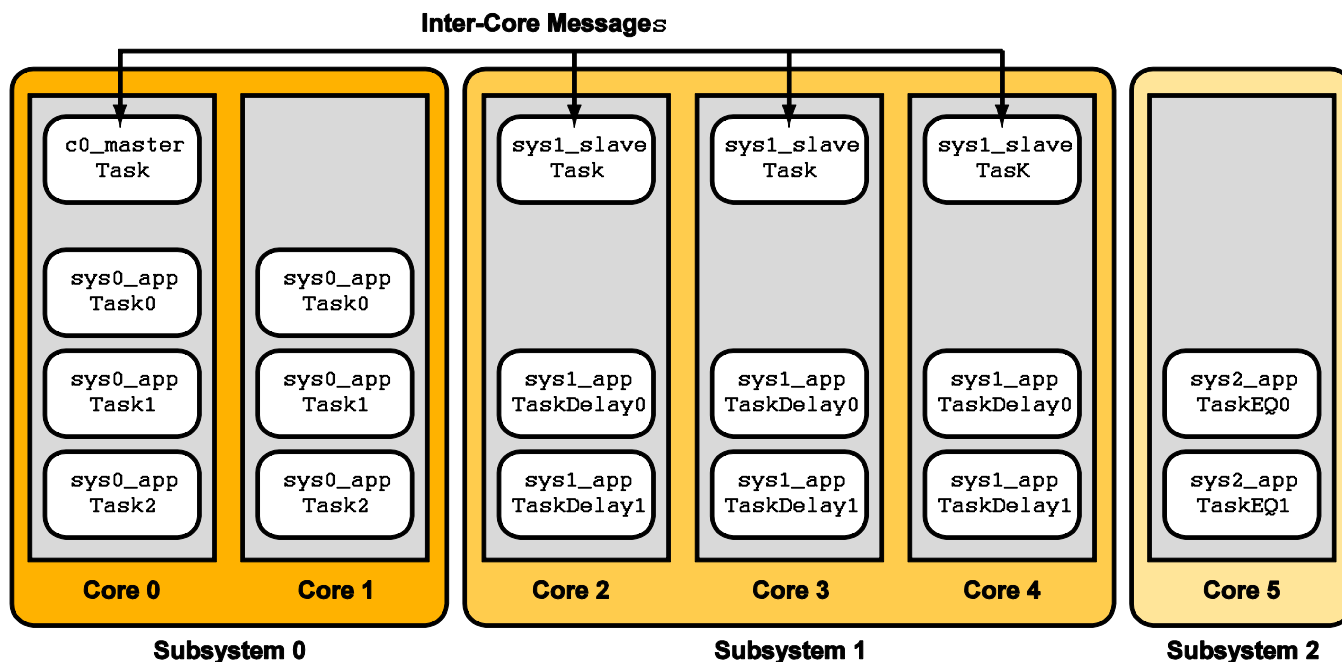 Inter-Core Messages
c0_master
Task
sys1_slave
Task
sys1_slave
Task
sys1_slave
TasK
sys0_app
Task0
sys0_app
Task0
sys0_app
Task1
sys0_app
Task1
sys1_app
TaskDelay0
sys1_app
TaskDelay0
sys1_app
TaskDelay0
sys2_app
TaskEQ0
sys0_app
Task2
sys0_app
Task2
sys1_app
TaskDelay1
sys1_app
TaskDelay1
sys1_app
TaskDelay1
sys2_app
TaskEQ1
Core 0
Core 1
Core 2
Core 3
Core 4
Core 5
Subsystem 0
Subsystem 1
Subsystem 2